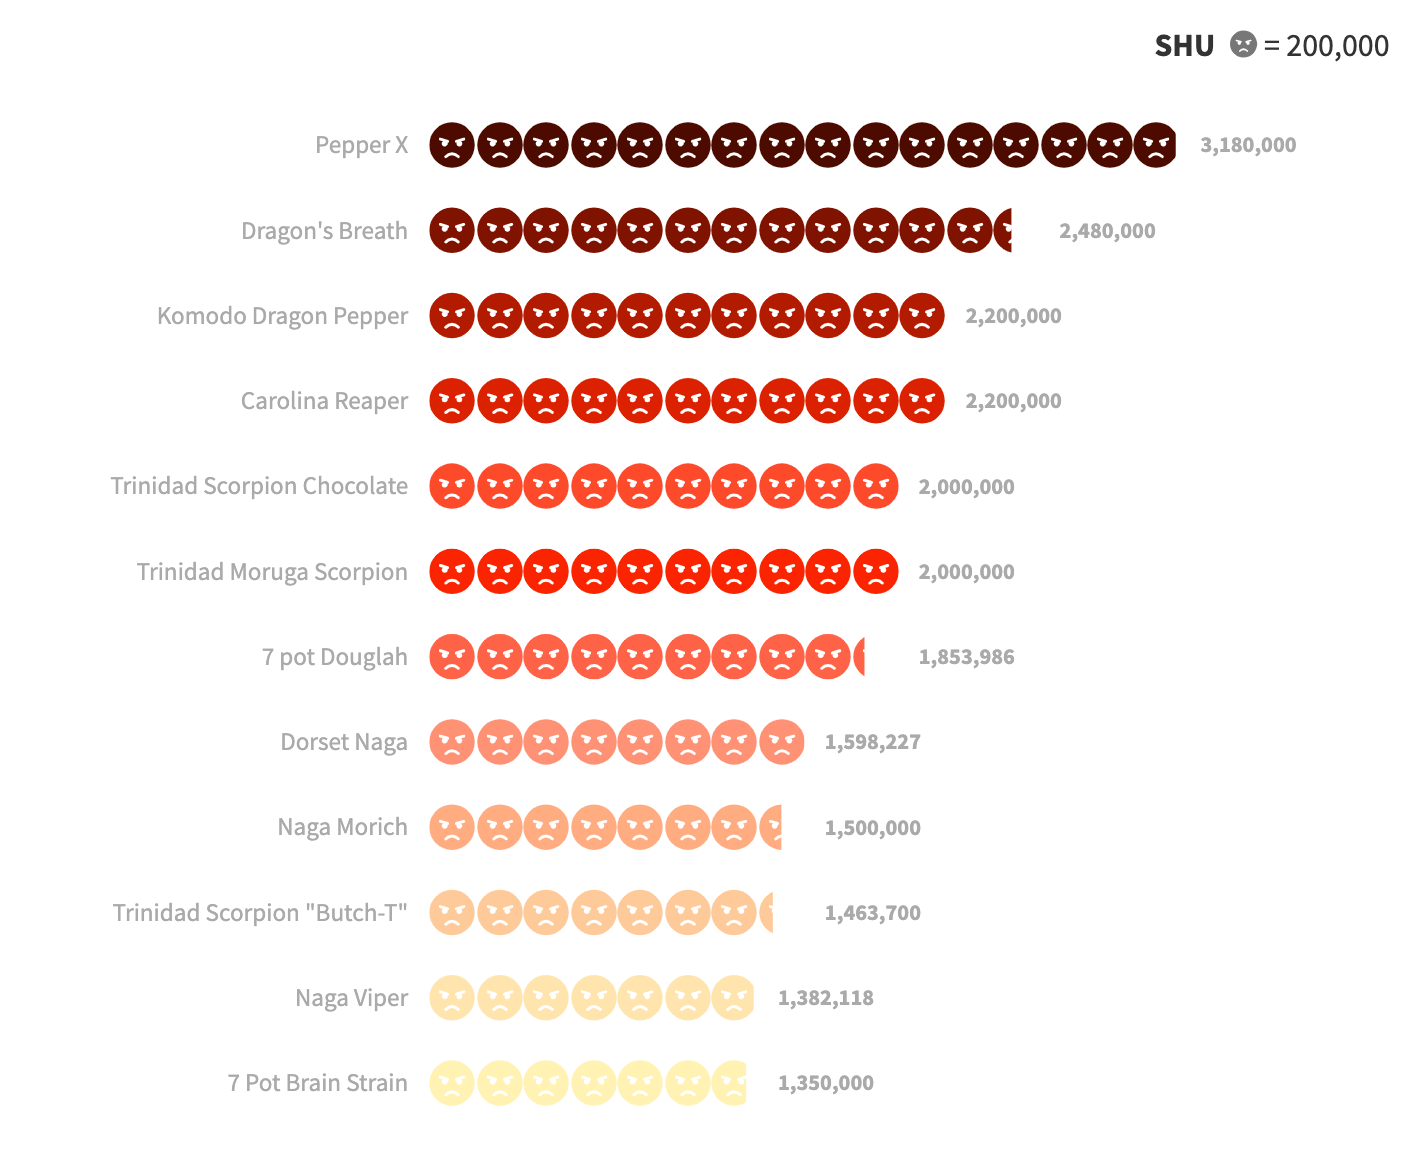 SHU = 200,000
Pepper X 3,180,000
Dragon's Breath 2,480,000
Komodo Dragon Pepper 2,200,000
Carolina Reaper 2,200,000
Trinidad Scorpion Chocolate 2,000,000
Trinidad Moruga Scorpion 2,000,000
7 pot Douglah 1,853,986
Dorset Naga 1,598,227
Naga Morich 1,500,000
Trinidad Scorpion "Butch-T" 1,463,700
Naga Viper 1,382,118
7 Pot Brain Strain 1,350,000